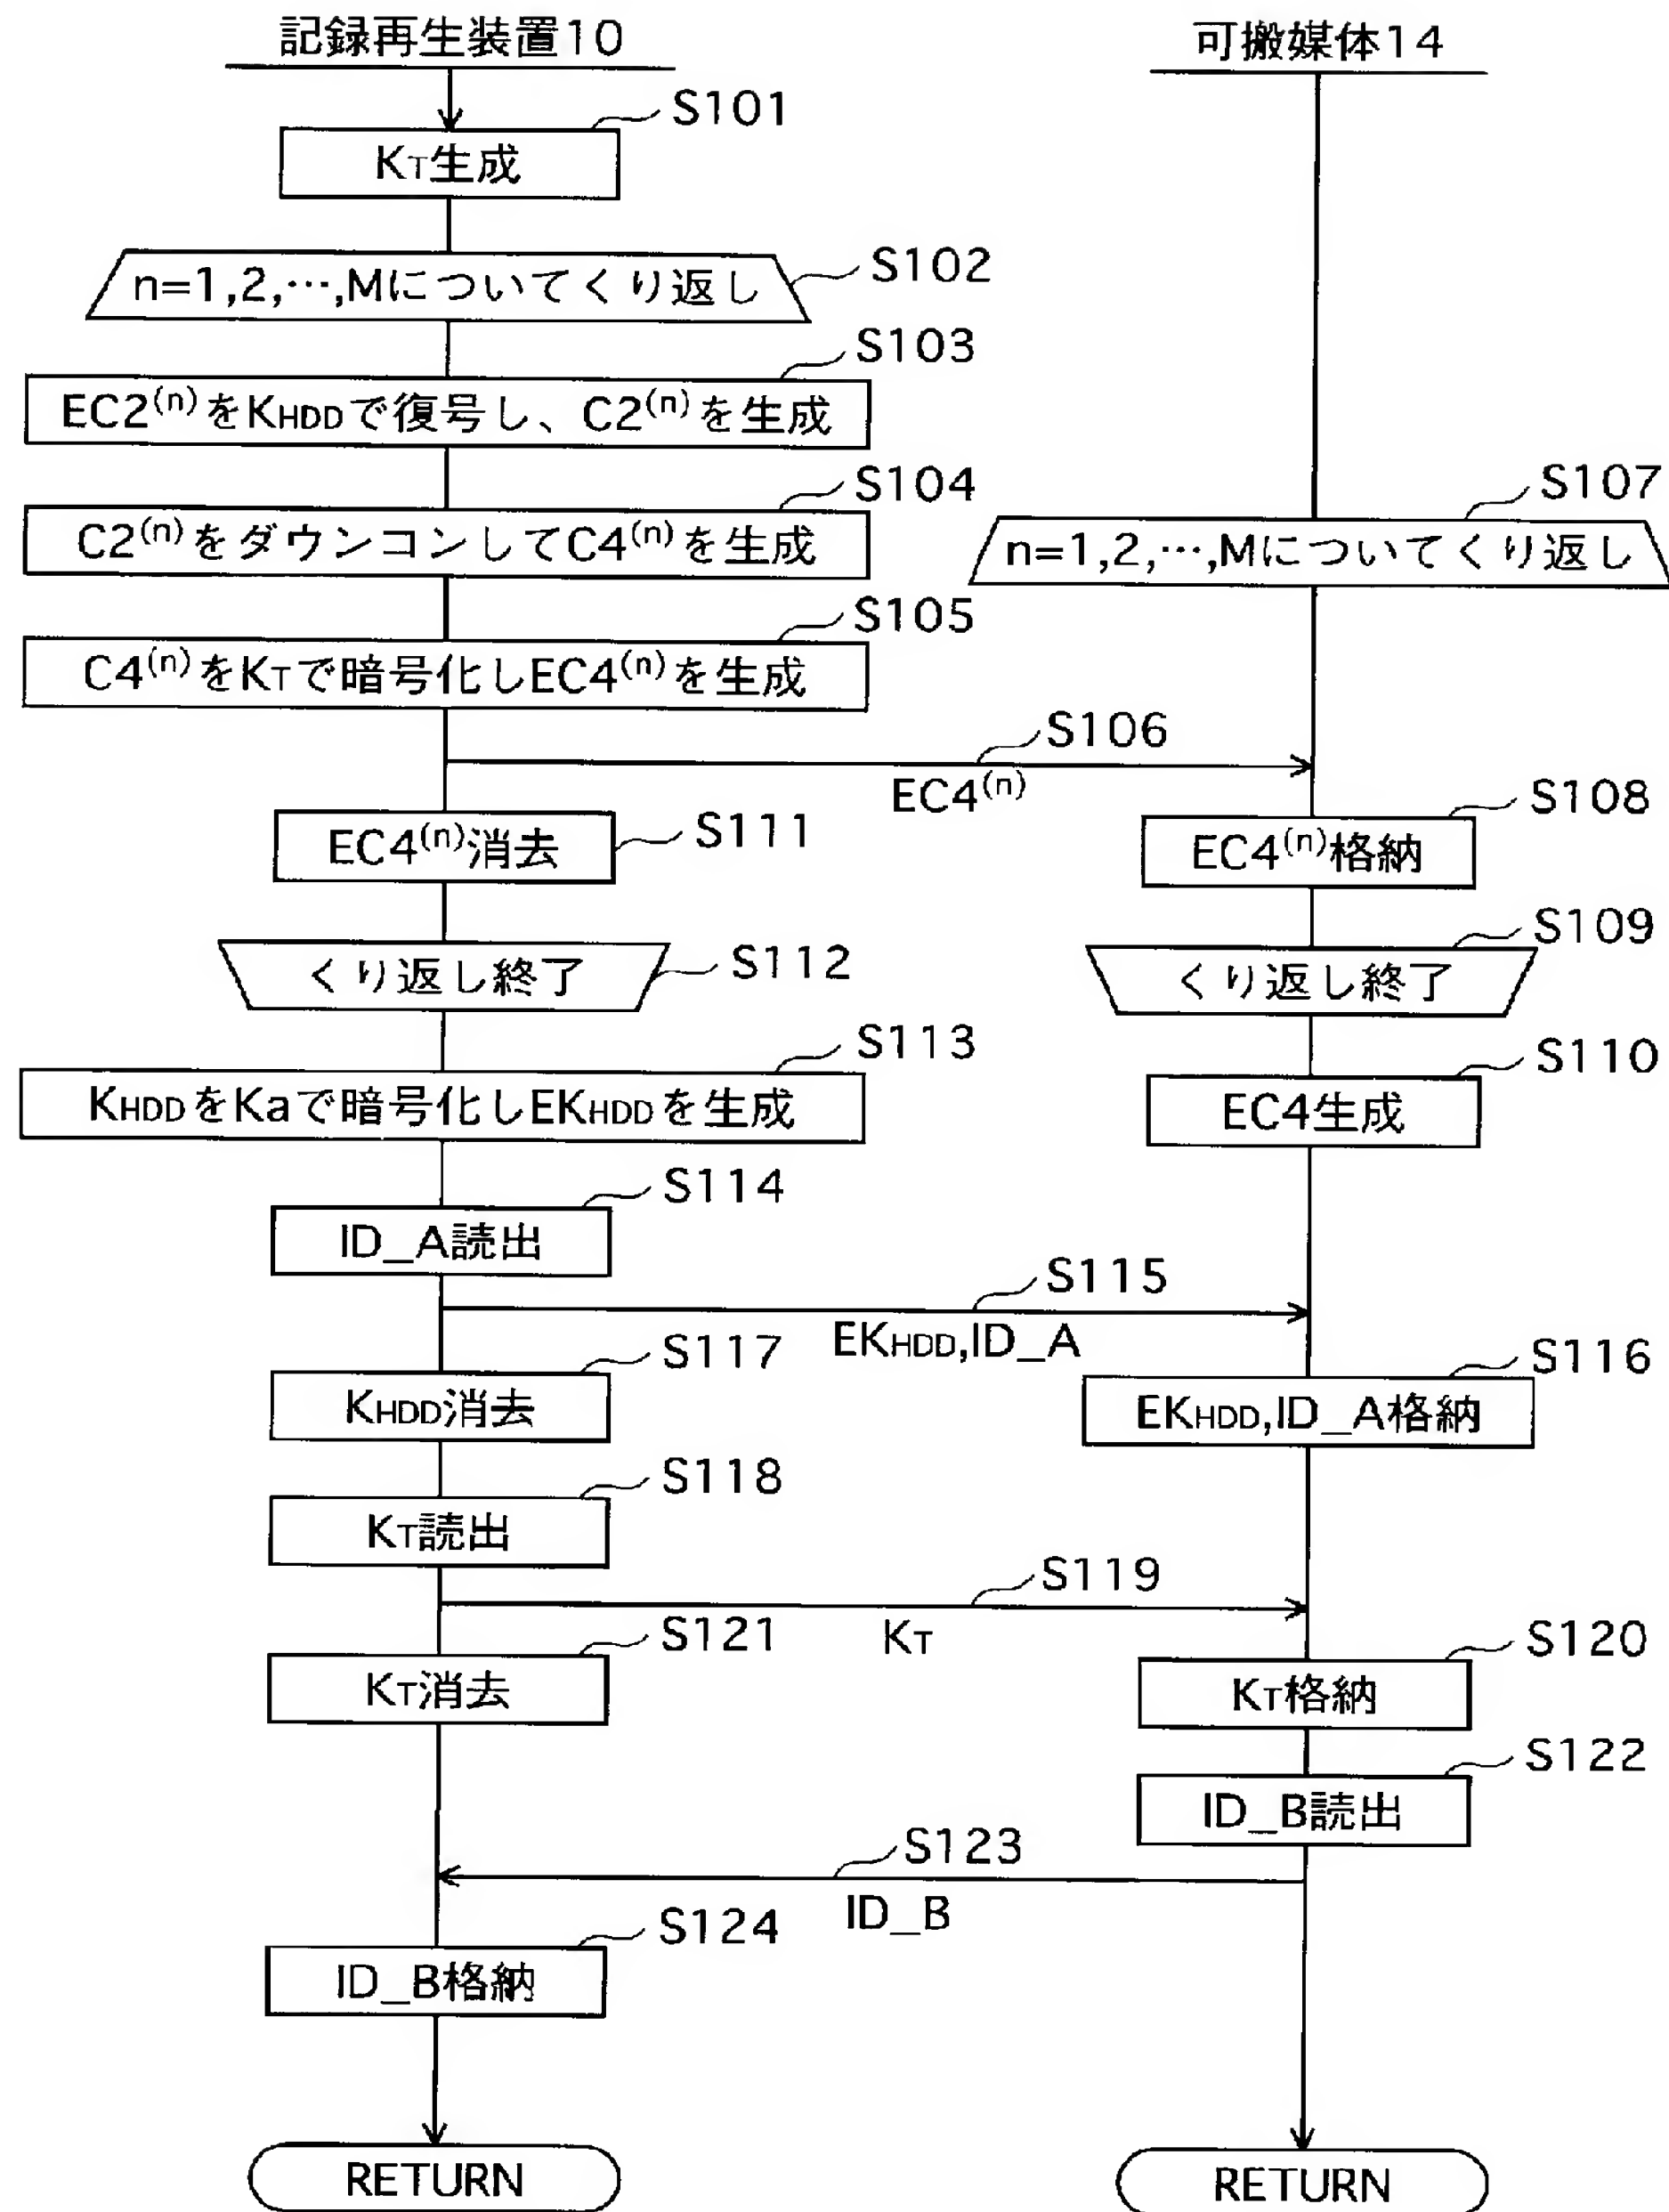 記録再生装置10
可搬媒体14
S101
KT生成
S102
n=1,2,…,Mについてくり返し
S103
EC2(n)をKHDDで復号し、C2(n)を生成
S104
C2(n)をダウンコンしてC4(n)を生成
S107
n=1,2,…,Mについてくり返し
S105
C4(n)をKTで暗号化しEC4(n)を生成
S106
EC4(n)
S111
EC4(n)消去
S108
EC4(n)格納
S112
くり返し終了
S109
くり返し終了
S113
KHDDをKaで暗号化しEKHDDを生成
S110
EC4生成
S114
ID_A読出
S115
EKHDD,ID_A
S117
KHDD消去
S116
EKHDD,ID_A格納
S118
KT読出
S119
KT
S121
KT消去
S120
KT格納
S122
ID_B読出
S123
ID_B
S124
ID_B格納
RETURN
RETURN